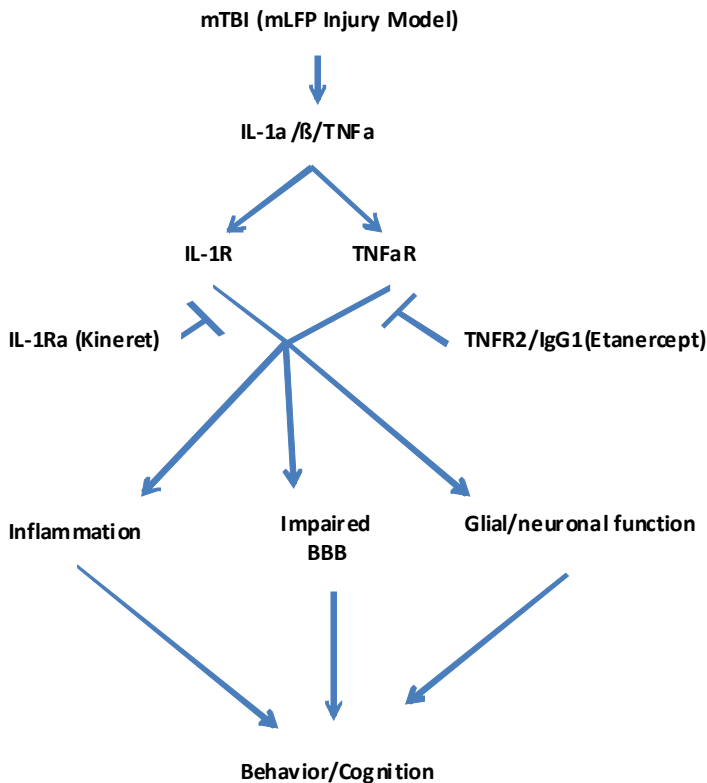 mTBI (mLFP Injury Model)
IL-1a /ß/TNFa
IL-1R
TNFaR
IL-1Ra (Kineret)
TNFR2/IgG1(Etanercept)
Inflammation
Impaired
BBB
Glial/neuronal function
Behavior/Cognition